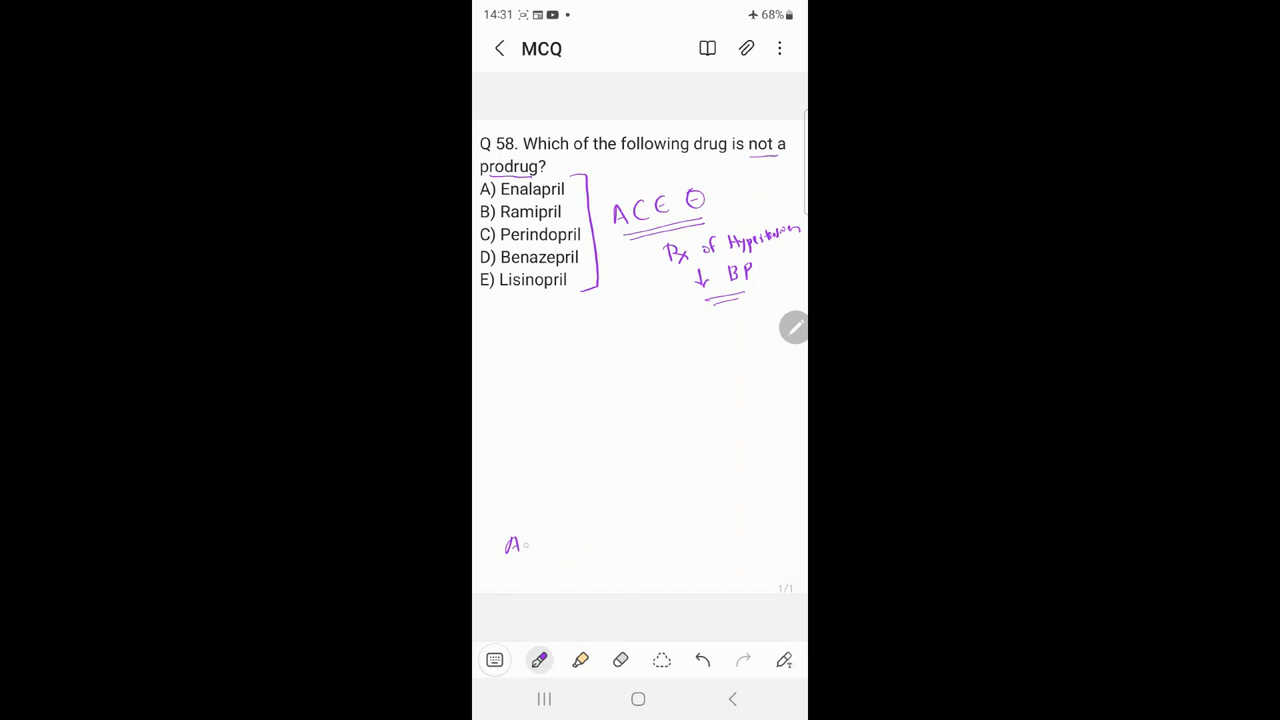 14:31
68%
MCQ
Q 58. Which of the following drug is not a
prodrug?
A) Enalapril
B) Ramipril
C) Perindopril
D) Benazepril
E) Lisinopril
ACE ⊖
Rx of Hypertension
↓ BP
A
1/1